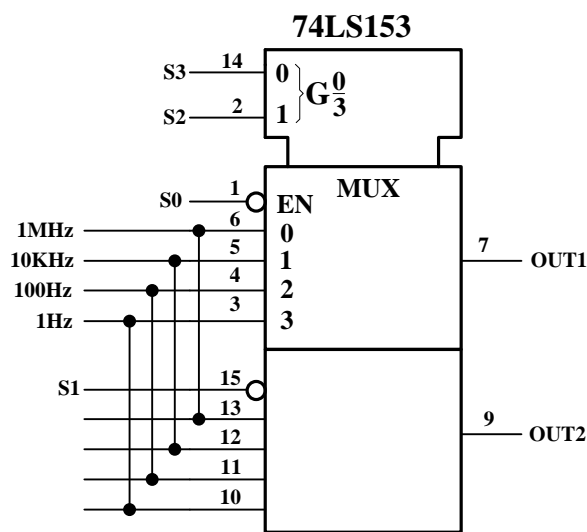 74LS153
S3 14 0
G 0/3
S2 2 1
MUX
S0 1 EN
1MHz 6 0
10KHz 5 1 7 OUT1
100Hz 4 2
1Hz 3 3
S1 15
13
12 9 OUT2
11
10